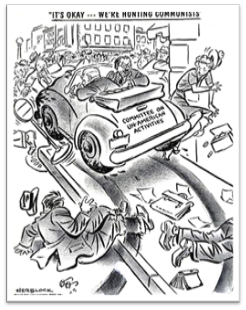 "IT'S OKAY -- WE'RE HUNTING COMMUNISTS"
COMMITTEE ON
UN-AMERICAN
ACTIVITIES
HERBLOCK